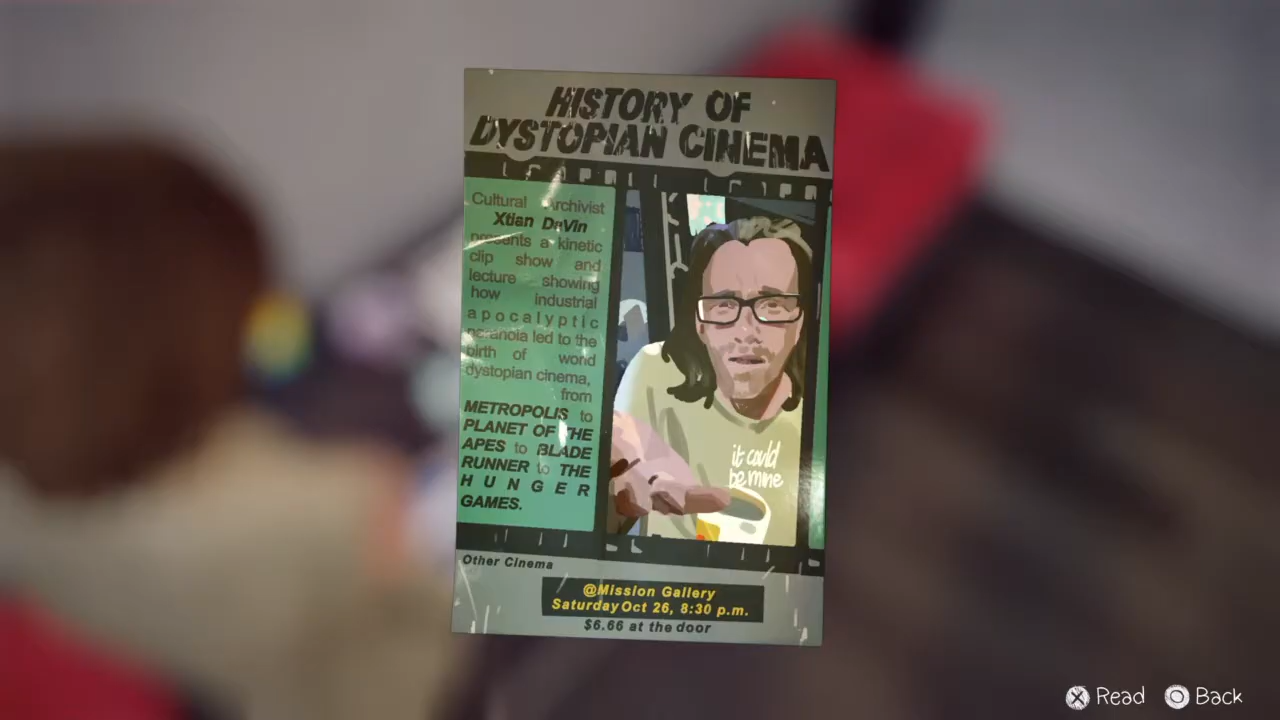 HISTORY OF
DYSTOPIAN CINEMA
Cultural Archivist
Xtian DeVin
presents a kinetic
clip show and
lecture showing
how industrial
apocalyptic
paranoia led to the
birth of world
dystopian cinema,
from
METROPOLIS to
PLANET OF THE
APES to BLADE
RUNNER to THE
HUNGER
GAMES.
it could
be mine
Other Cinema
@Mission Gallery
Saturday Oct 26, 8:30 p.m.
$6.66 at the door
Read
Back